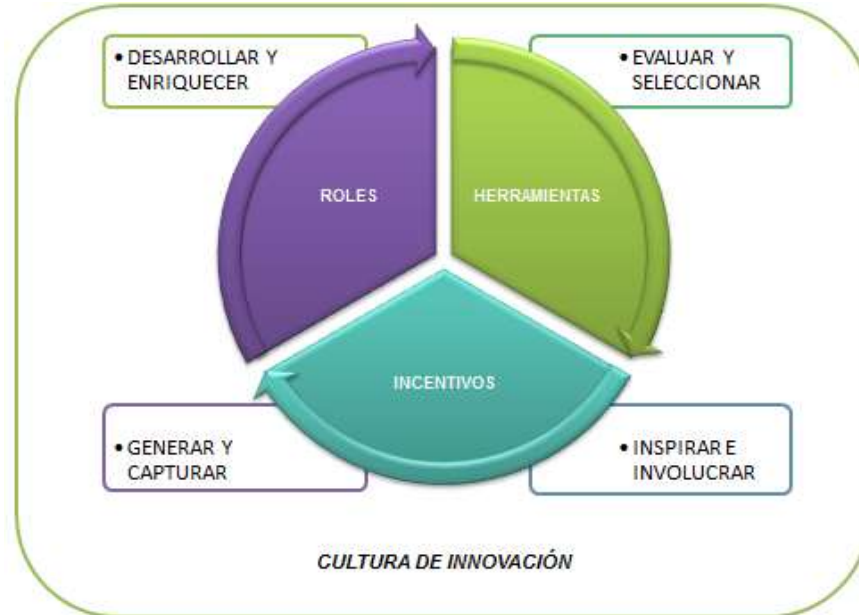 • DESARROLLAR Y
ENRIQUECER
• EVALUAR Y
SELECCIONAR
ROLES
HERRAMIENTAS
INCENTIVOS
• GENERAR Y
CAPTURAR
• INSPIRAR E
INVOLUCRAR
CULTURA DE INNOVACIÓN